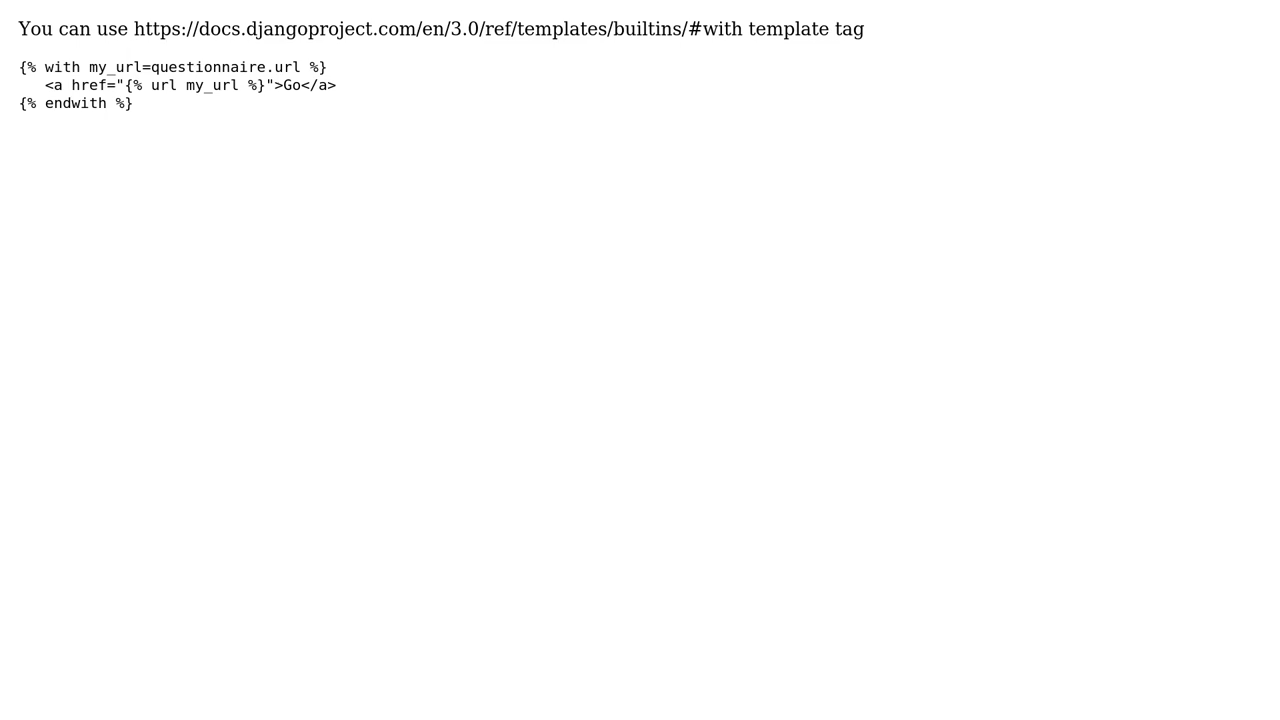 You can use https://docs.djangoproject.com/en/3.0/ref/templates/builtins/#with template tag
{% with my_url=questionnaire.url %}
   <a href="{% url my_url %}">Go</a>
{% endwith %}